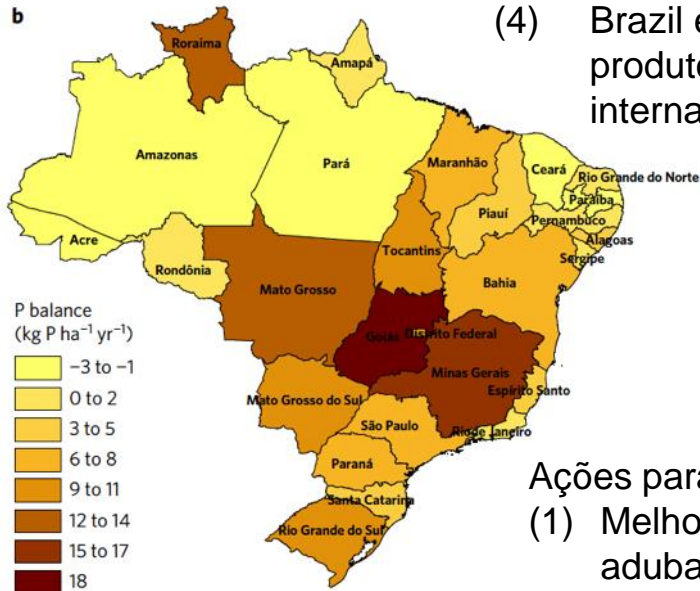 b
(4) Brazil é
produto
interna
Roraima
Amapá
Amazonas
Pará
Maranhão
Ceará
Rio Grande do Norte
Paraíba
Piauí
Pernambuco
Acre
Alagoas
Rondônia
Tocantins
Sergipe
Mato Grosso
Bahia
P balance
(kg P ha⁻¹ yr⁻¹)
−3 to −1
0 to 2
3 to 5
6 to 8
9 to 11
12 to 14
15 to 17
18
Goiás
Distrito Federal
Minas Gerais
Espírito Santo
Mato Grosso do Sul
São Paulo
Rio de Janeiro
Paraná
Santa Catarina
Rio Grande do Sul
Ações para
(1) Melho
aduba